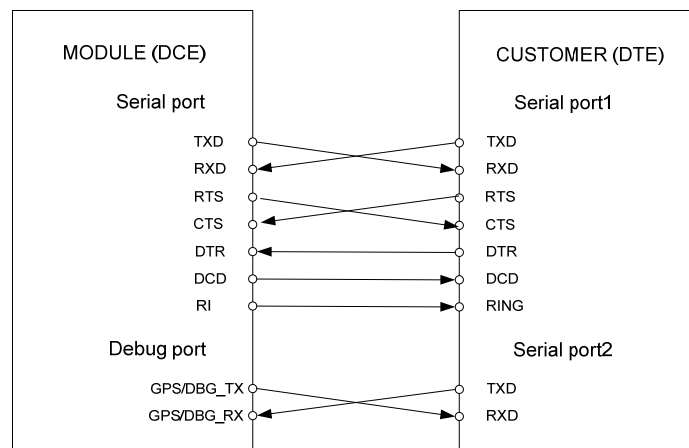 MODULE (DCE) CUSTOMER (DTE)
Serial port Serial port1
TXD TXD
RXD RXD
RTS RTS
CTS CTS
DTR DTR
DCD DCD
RI RING
Debug port Serial port2
GPS/DBG_TX TXD
GPS/DBG_RX RXD